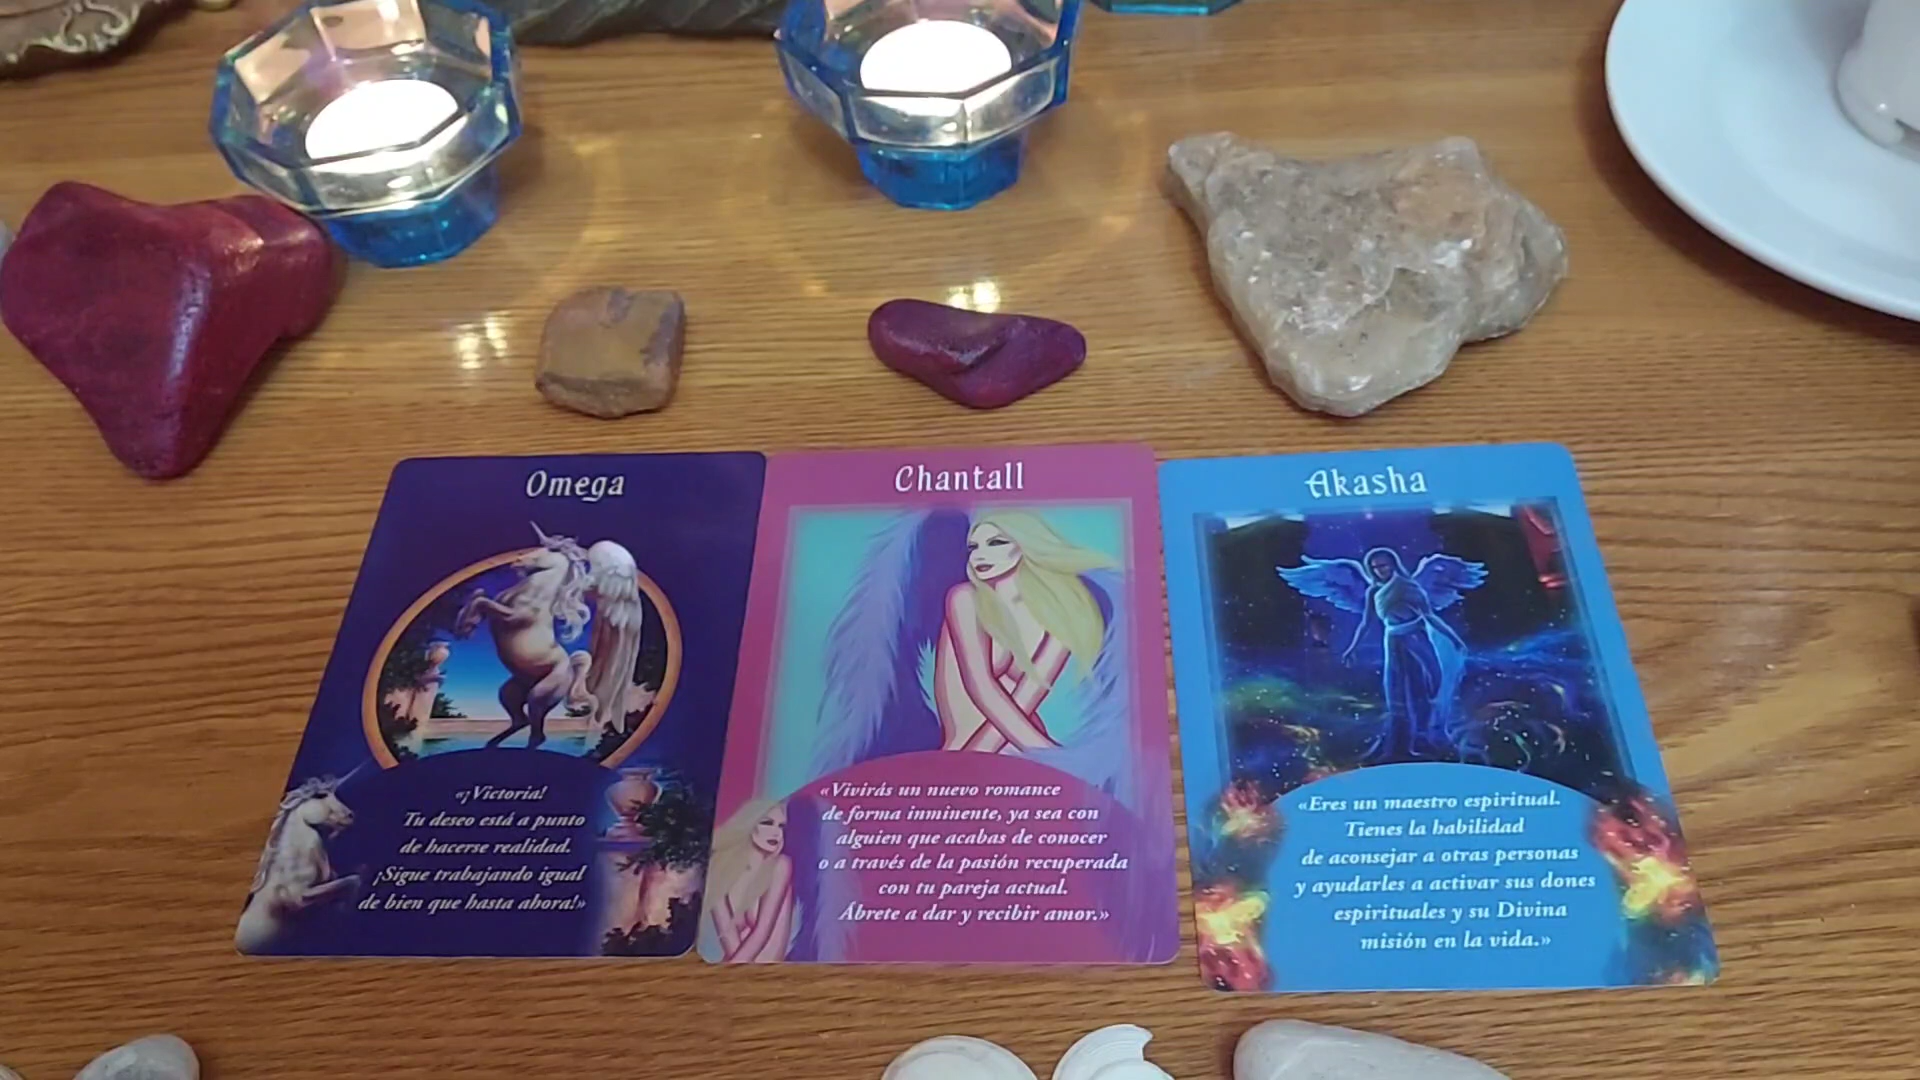 Omega
«¡Victoria!
Tu deseo está a punto
de hacerse realidad.
¡Sigue trabajando igual
de bien que hasta ahora!»
Chantall
«Vivirás un nuevo romance
de forma inminente, ya sea con
alguien que acabas de conocer
o a través de la pasión recuperada
con tu pareja actual.
Ábrete a dar y recibir amor.»
Akasha
«Eres un maestro espiritual.
Tienes la habilidad
de aconsejar a otras personas
y ayudarles a activar sus dones
espirituales y su Divina
misión en la vida.»